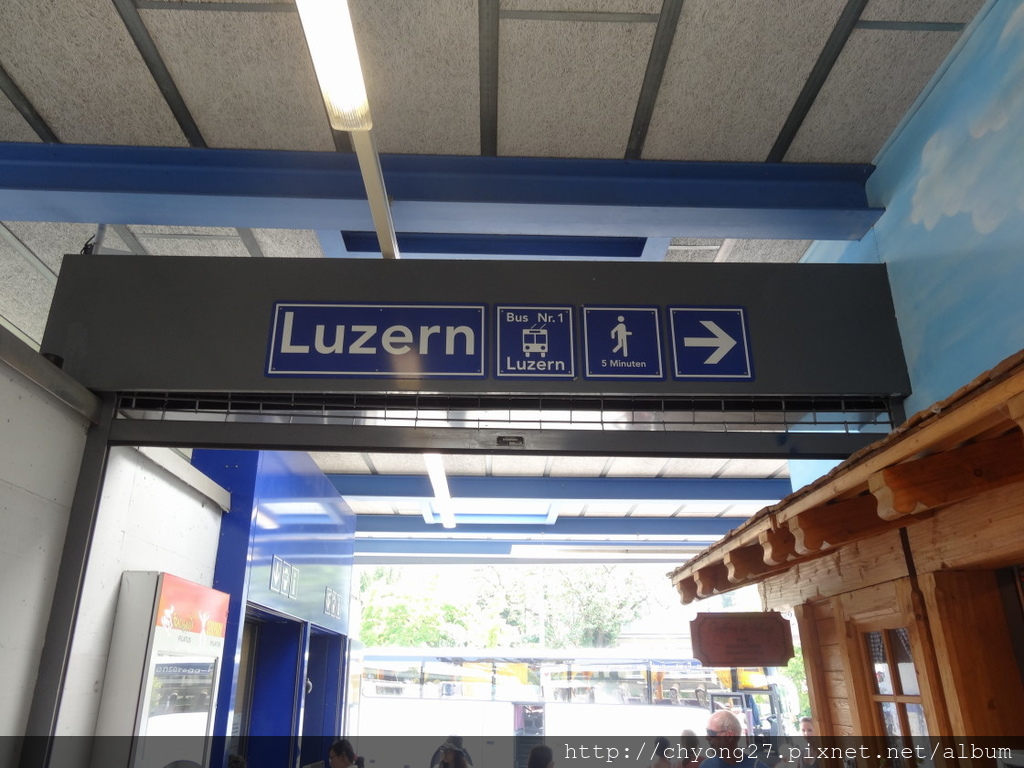 Luzern
Bus Nr. 1
Luzern
5 Minuten
http://chyong27.pixnet.net/album